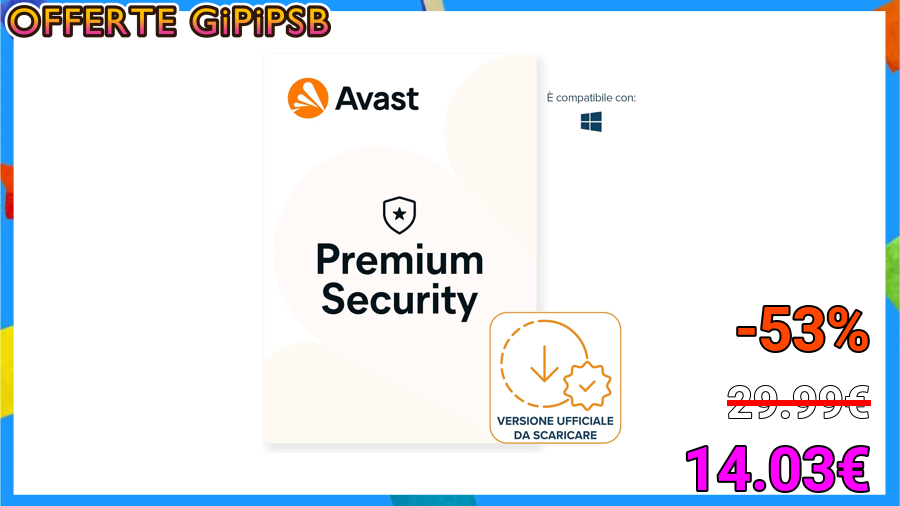 OFFERTE GiPiPSB
Avast
È compatibile con:
Premium
Security
VERSIONE UFFICIALE
DA SCARICARE
-53%
29.99€
14.03€